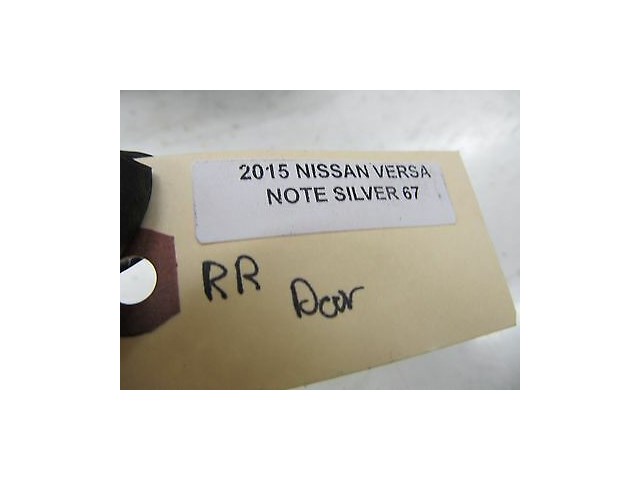 2015 NISSAN VERSA
NOTE SILVER 67
RR Door